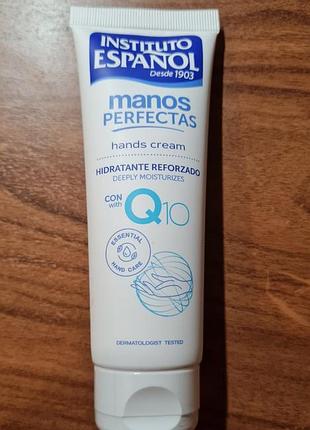 INSTITUTO
ESPAÑOL
Desde 1903
manos
PERFECTAS
hands cream
HIDRATANTE REFORZADO
DEEPLY MOISTURIZES
CON
with
Q10
ESSENTIAL
HAND CARE
DERMATOLOGIST TESTED